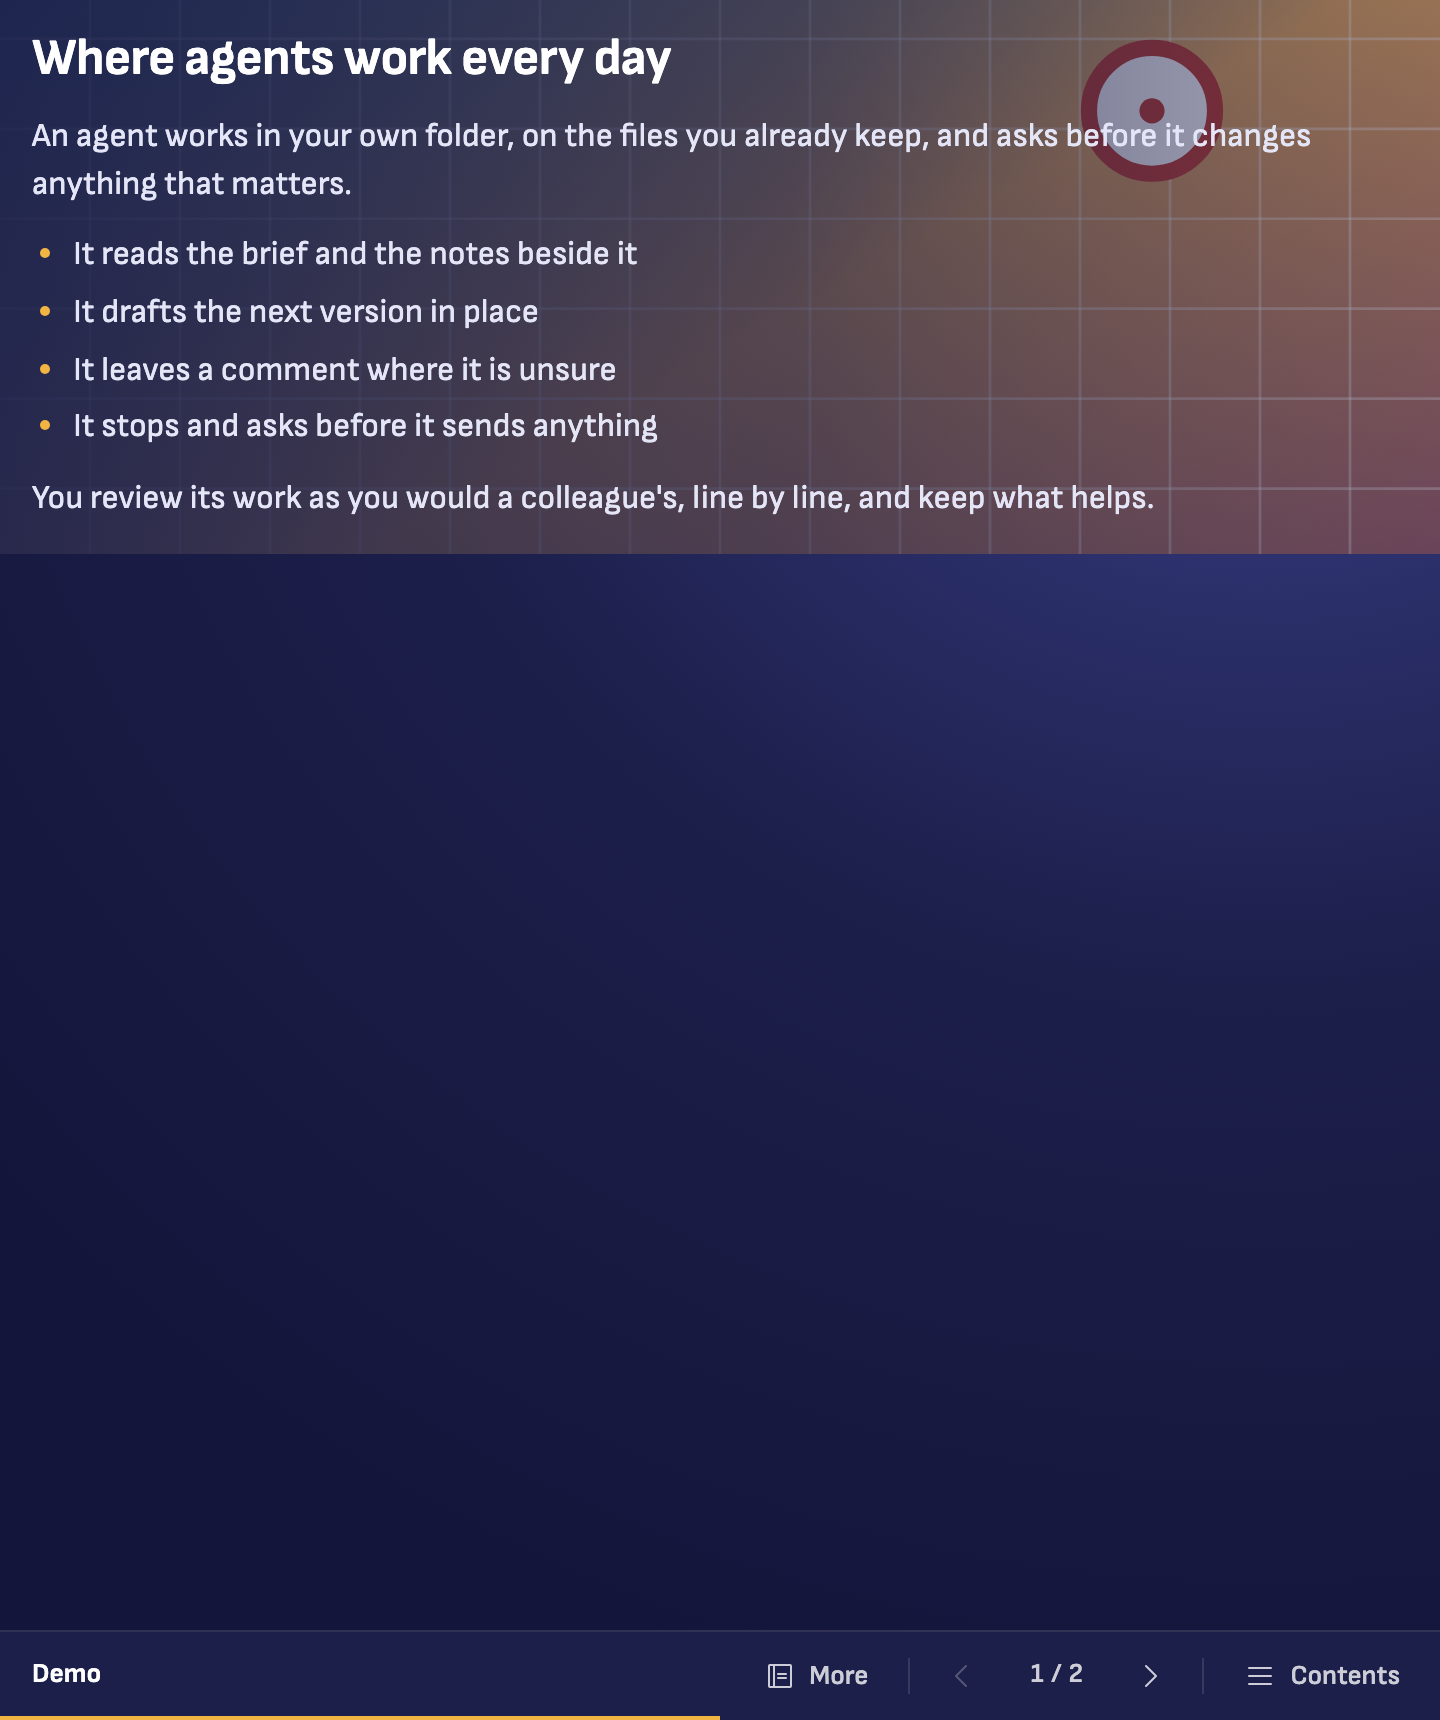 Where agents work every day
An agent works in your own folder, on the files you already keep, and asks before it changes
anything that matters.
It reads the brief and the notes beside it
It drafts the next version in place
It leaves a comment where it is unsure
It stops and asks before it sends anything
You review its work as you would a colleague's, line by line, and keep what helps.
Demo
More
1 / 2
Contents